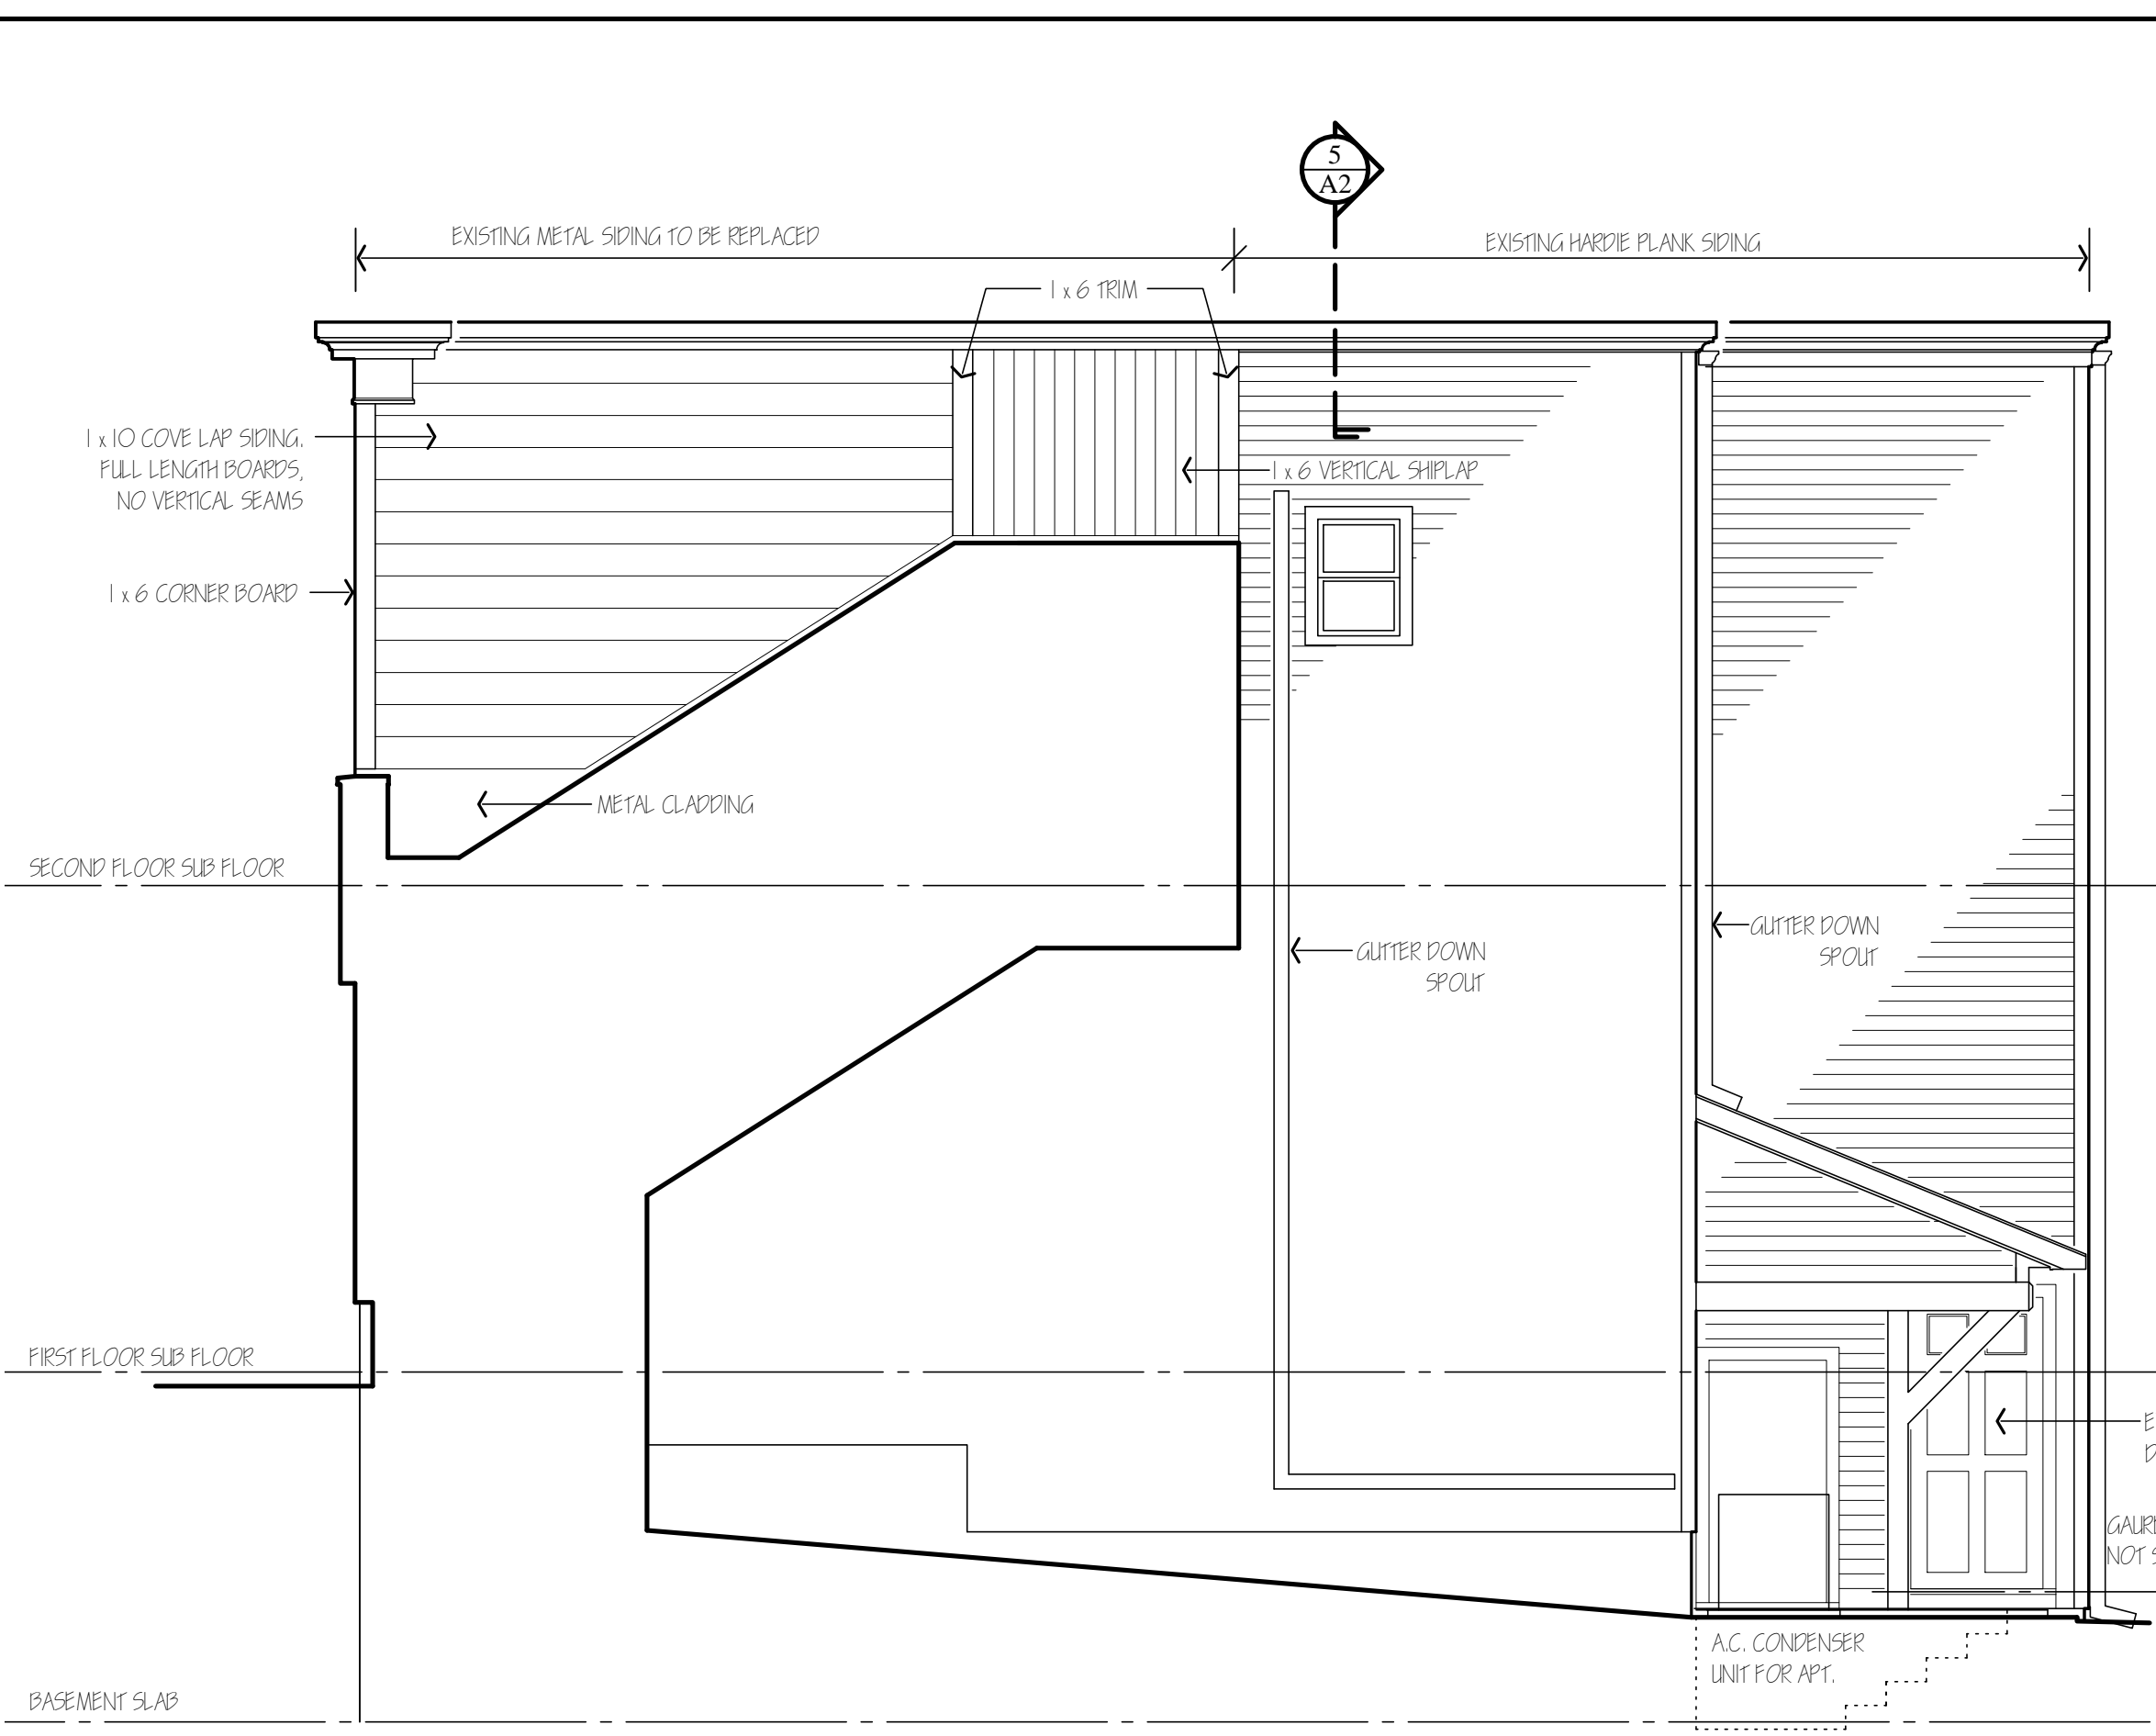 5
A2
EXISTING METAL SIDING TO BE REPLACED
EXISTING HARDIE PLANK SIDING
1 x 6 TRIM
1 x 10 COVE LAP SIDING.
FULL LENGTH BOARDS,
NO VERTICAL SEAMS
1 x 6 VERTICAL SHIPLAP
1 x 6 CORNER BOARD
METAL CLADDING
SECOND FLOOR SUB FLOOR
GUTTER DOWN
SPOUT
GUTTER DOWN
SPOUT
FIRST FLOOR SUB FLOOR
NOT
A.C. CONDENSER
UNIT FOR APT.
BASEMENT SLAB